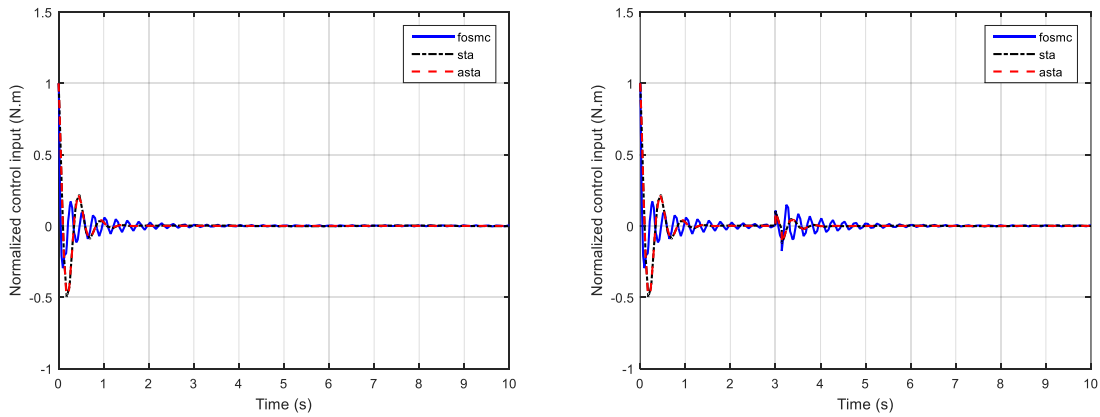 1.5
1
0.5
0
-0.5
-1
Normalized control input (N.m)
0 1 2 3 4 5 6 7 8 9 10
Time (s)
fosmc
sta
asta
1.5
1
0.5
0
-0.5
-1
Normalized control input (N.m)
0 1 2 3 4 5 6 7 8 9 10
Time (s)
fosmc
sta
asta